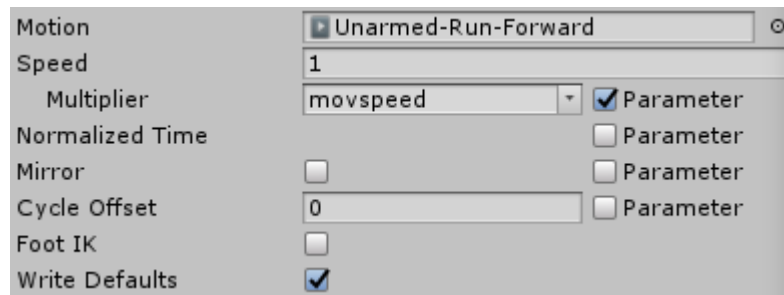 Motion Unarmed-Run-Forward
Speed 1
Multiplier movspeed Parameter
Normalized Time Parameter
Mirror Parameter
Cycle Offset 0 Parameter
Foot IK
Write Defaults